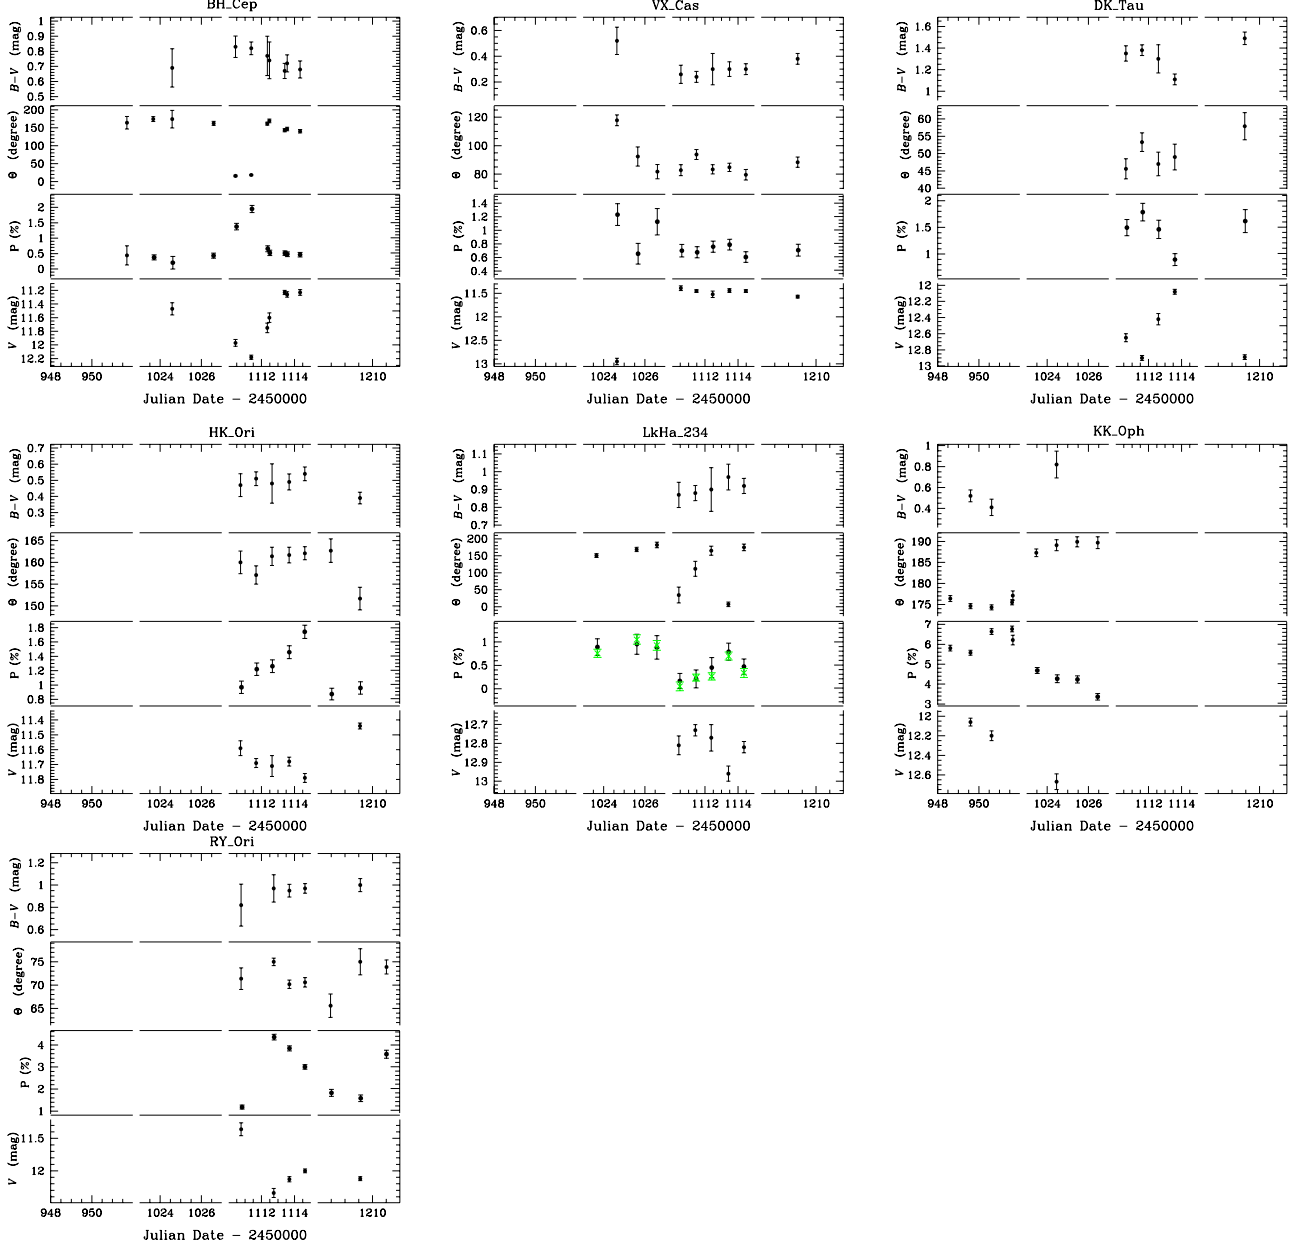 BH_Cep
B-V (mag)
0.9
0.8
0.7
0.6
0.5
Θ (degree)
200
150
100
50
0
P (%)
2
1.5
1
0.5
0
V (mag)
11.2
11.4
11.6
11.8
12
12.2
948 950 1024 1026 1112 1114 1210
Julian Date - 2450000
VX_Cas
B-V (mag)
0.6
0.4
0.2
Θ (degree)
120
100
80
P (%)
1.4
1.2
1
0.8
0.6
0.4
V (mag)
11.5
12
12.5
13
948 950 1024 1026 1112 1114 1210
Julian Date - 2450000
DK_Tau
B-V (mag)
1.6
1.4
1.2
1
Θ (degree)
60
55
50
45
40
P (%)
2
1.5
1
V (mag)
12
12.2
12.4
12.6
12.8
13
948 950 1024 1026 1112 1114 1210
Julian Date - 2450000
HK_Ori
B-V (mag)
0.7
0.6
0.5
0.4
0.3
Θ (degree)
165
160
155
150
P (%)
1.8
1.6
1.4
1.2
1
0.8
V (mag)
11.4
11.5
11.6
11.7
11.8
948 950 1024 1026 1112 1114 1210
Julian Date - 2450000
LkHa_234
B-V (mag)
1.1
1
0.9
0.8
0.7
Θ (degree)
200
150
100
50
0
P (%)
1
0.5
0
V (mag)
12.7
12.8
12.9
13
948 950 1024 1026 1112 1114 1210
Julian Date - 2450000
KK_Oph
B-V (mag)
1
0.8
0.6
0.4
Θ (degree)
190
185
180
175
P (%)
7
6
5
4
3
V (mag)
12
12.2
12.4
12.6
948 950 1024 1026 1112 1114 1210
Julian Date - 2450000
RY_Ori
B-V (mag)
1.2
1
0.8
0.6
Θ (degree)
75
70
65
P (%)
4
3
2
1
V (mag)
11.5
12
948 950 1024 1026 1112 1114 1210
Julian Date - 2450000